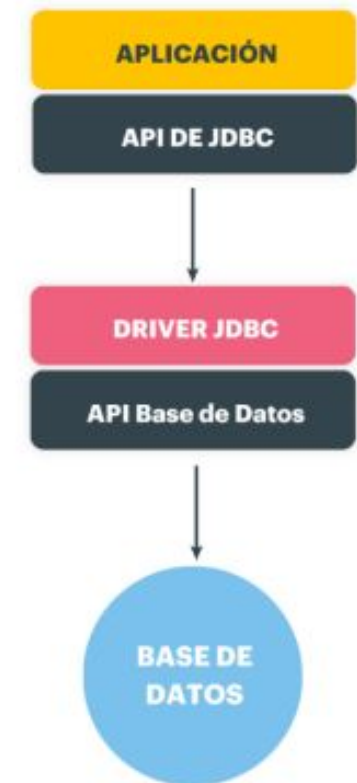 APLICACIÓN
API DE JDBC
DRIVER JDBC
API Base de Datos
BASE DE
DATOS